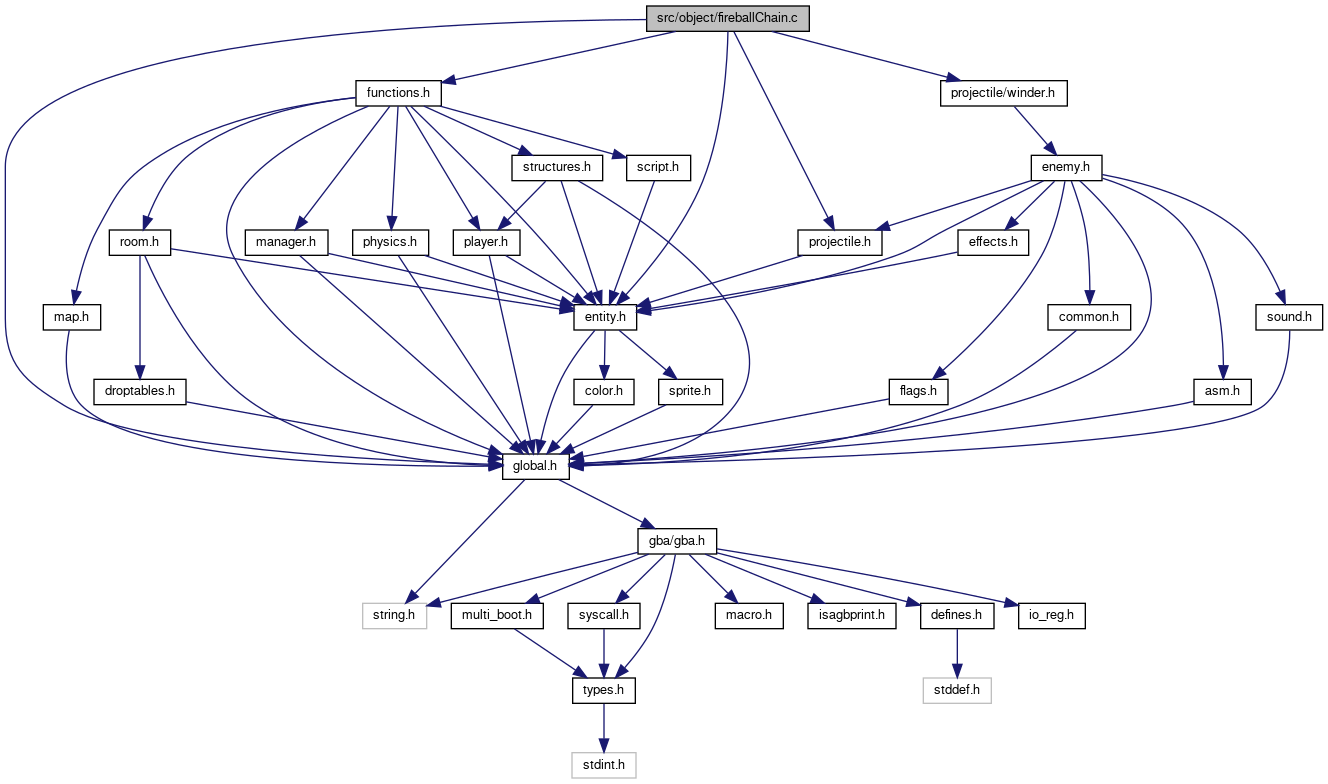 src/object/fireballChain.c
functions.h
projectile/winder.h
structures.h
script.h
enemy.h
room.h
manager.h
physics.h
player.h
projectile.h
effects.h
map.h
entity.h
common.h
sound.h
droptables.h
color.h
sprite.h
flags.h
asm.h
global.h
gba/gba.h
string.h
multi_boot.h
syscall.h
macro.h
isagbprint.h
defines.h
io_reg.h
types.h
stddef.h
stdint.h